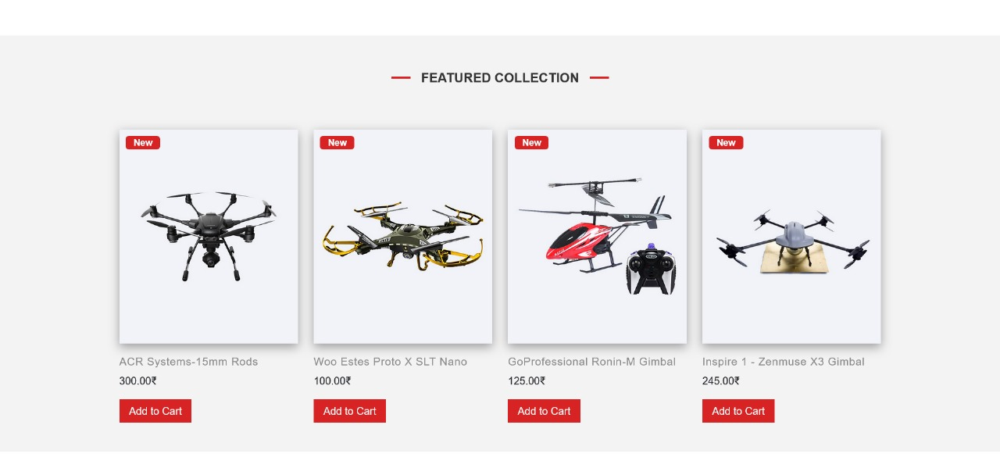 FEATURED COLLECTION
New
New
New
New
ACR Systems-15mm Rods
Woo Estes Proto X SLT Nano
GoProfessional Ronin-M Gimbal
Inspire 1 - Zenmuse X3 Gimbal
300.00₹
100.00₹
125.00₹
245.00₹
Add to Cart
Add to Cart
Add to Cart
Add to Cart